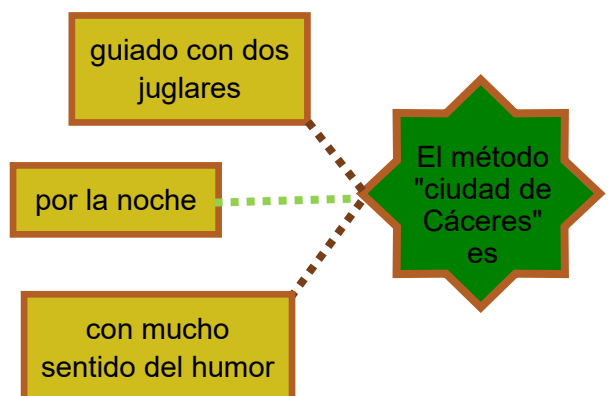 guiado con dos
juglares
por la noche
con mucho
sentido del humor
El método
"ciudad de
Cáceres"
es